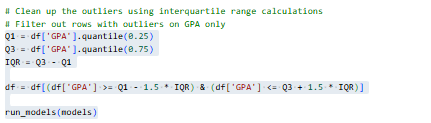 # Clean up the outliers using interquartile range calculations
# Filter out rows with outliers on GPA only
Q1 = df['GPA'].quantile(0.25)
Q3 = df['GPA'].quantile(0.75)
IQR = Q3 - Q1
df = df[(df['GPA'] >= Q1 - 1.5 * IQR) & (df['GPA'] <= Q3 + 1.5 * IQR)]
run_models(models)